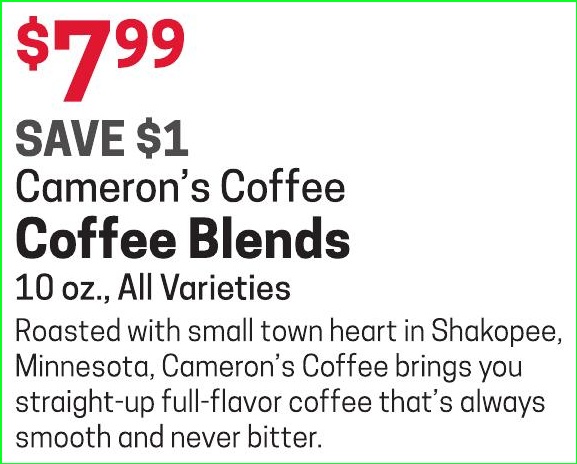 $7.99
SAVE $1
Cameron's Coffee
Coffee Blends
10 oz., All Varieties
Roasted with small town heart in Shakopee,
Minnesota, Cameron's Coffee brings you
straight-up full-flavor coffee that's always
smooth and never bitter.